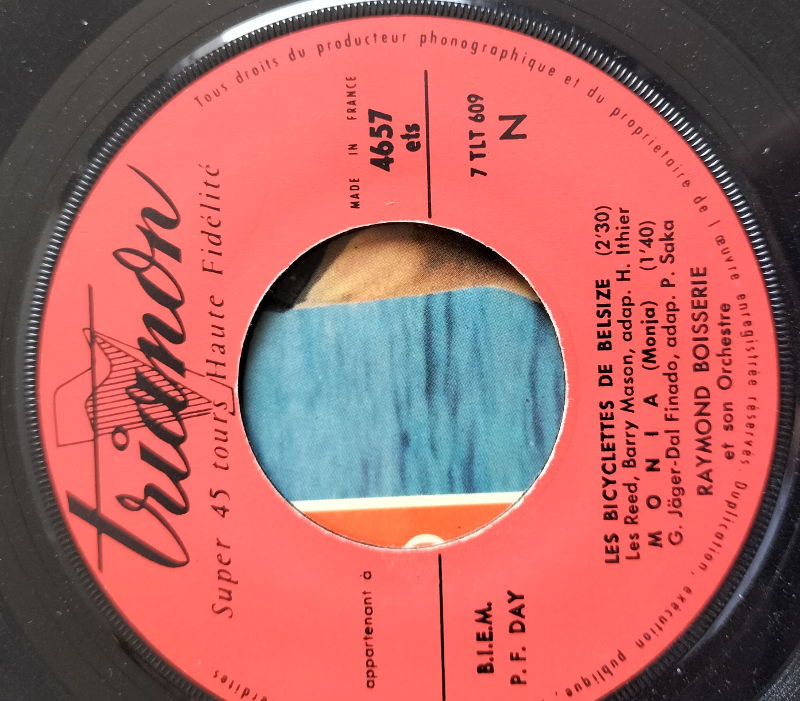 Tous droits du producteur phonographique et du propriétaire de l'œuvre enregistrée réservés. Duplication, exécution publique,
erdites
trianon
Super 45 tours Haute Fidélité
MADE IN FRANCE
4657
ets
7 TLT 609
N
appartenant à
B.I.E.M.
P. F. DAY
LES BICYCLETTES DE BELSIZE (2'30)
Les Reed, Barry Mason, adap. H. Ithier
MONIA (Monja) (1'40)
G. Jäger-Dal Finado, adap. P. Saka
RAYMOND BOISSERIE
et son Orchestre